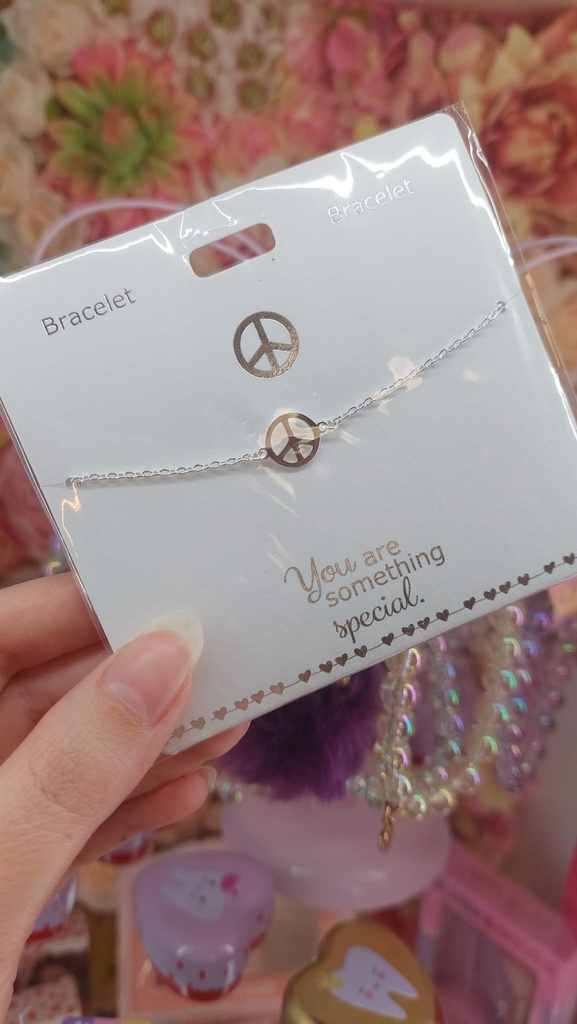 Bracelet
Bracelet
You are
something
special.